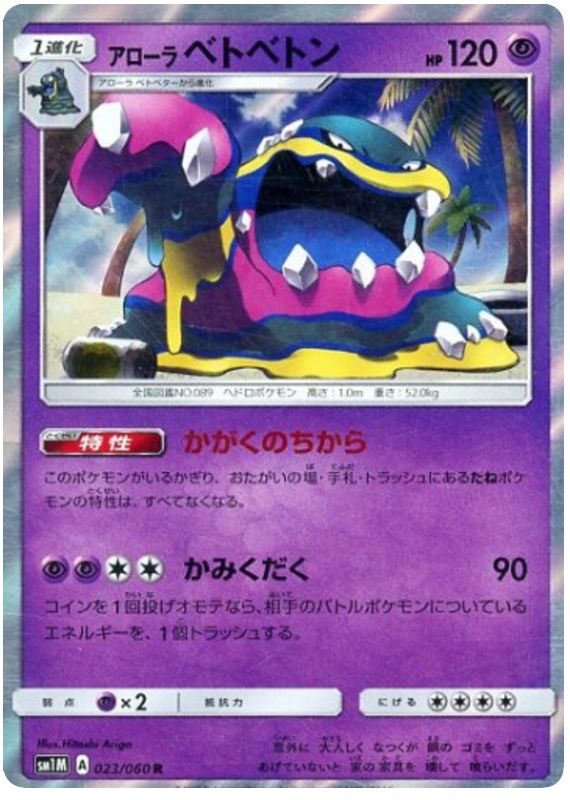 1進化
アローラ ベトベトン
HP 120
アローラ ベトベターから進化
全国図鑑NO.089 ヘドロポケモン 高さ:1.0m 重さ:52.0kg
特性 かがくのちから
このポケモンがいるかぎり、おたがいの場・手札・トラッシュにあるたねポケ
モンの特性は、すべてなくなる。
かみくだく 90
コインを1回投げオモテなら、相手のバトルポケモンについている
エネルギーを、1個トラッシュする。
弱点 ×2 抵抗力 にげる
Illus. Hitoshi Ariga
意外に 大人しく なつくが 餌の ゴミを ずっと
あげていないと 家の 家具を 壊して 喰らいだす。
SM1M A 023/060 R